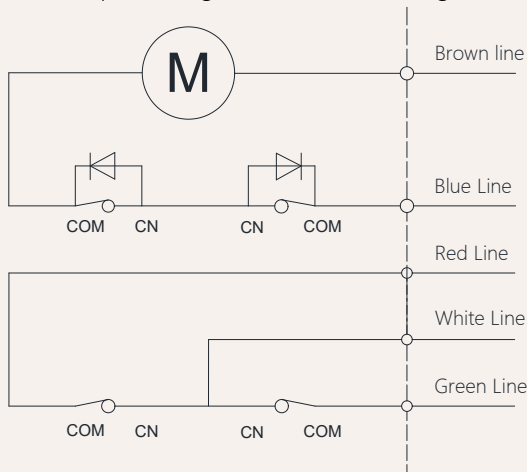 M
Brown line
Blue Line
COM CN CN COM
Red Line
White Line
Green Line
COM CN CN COM